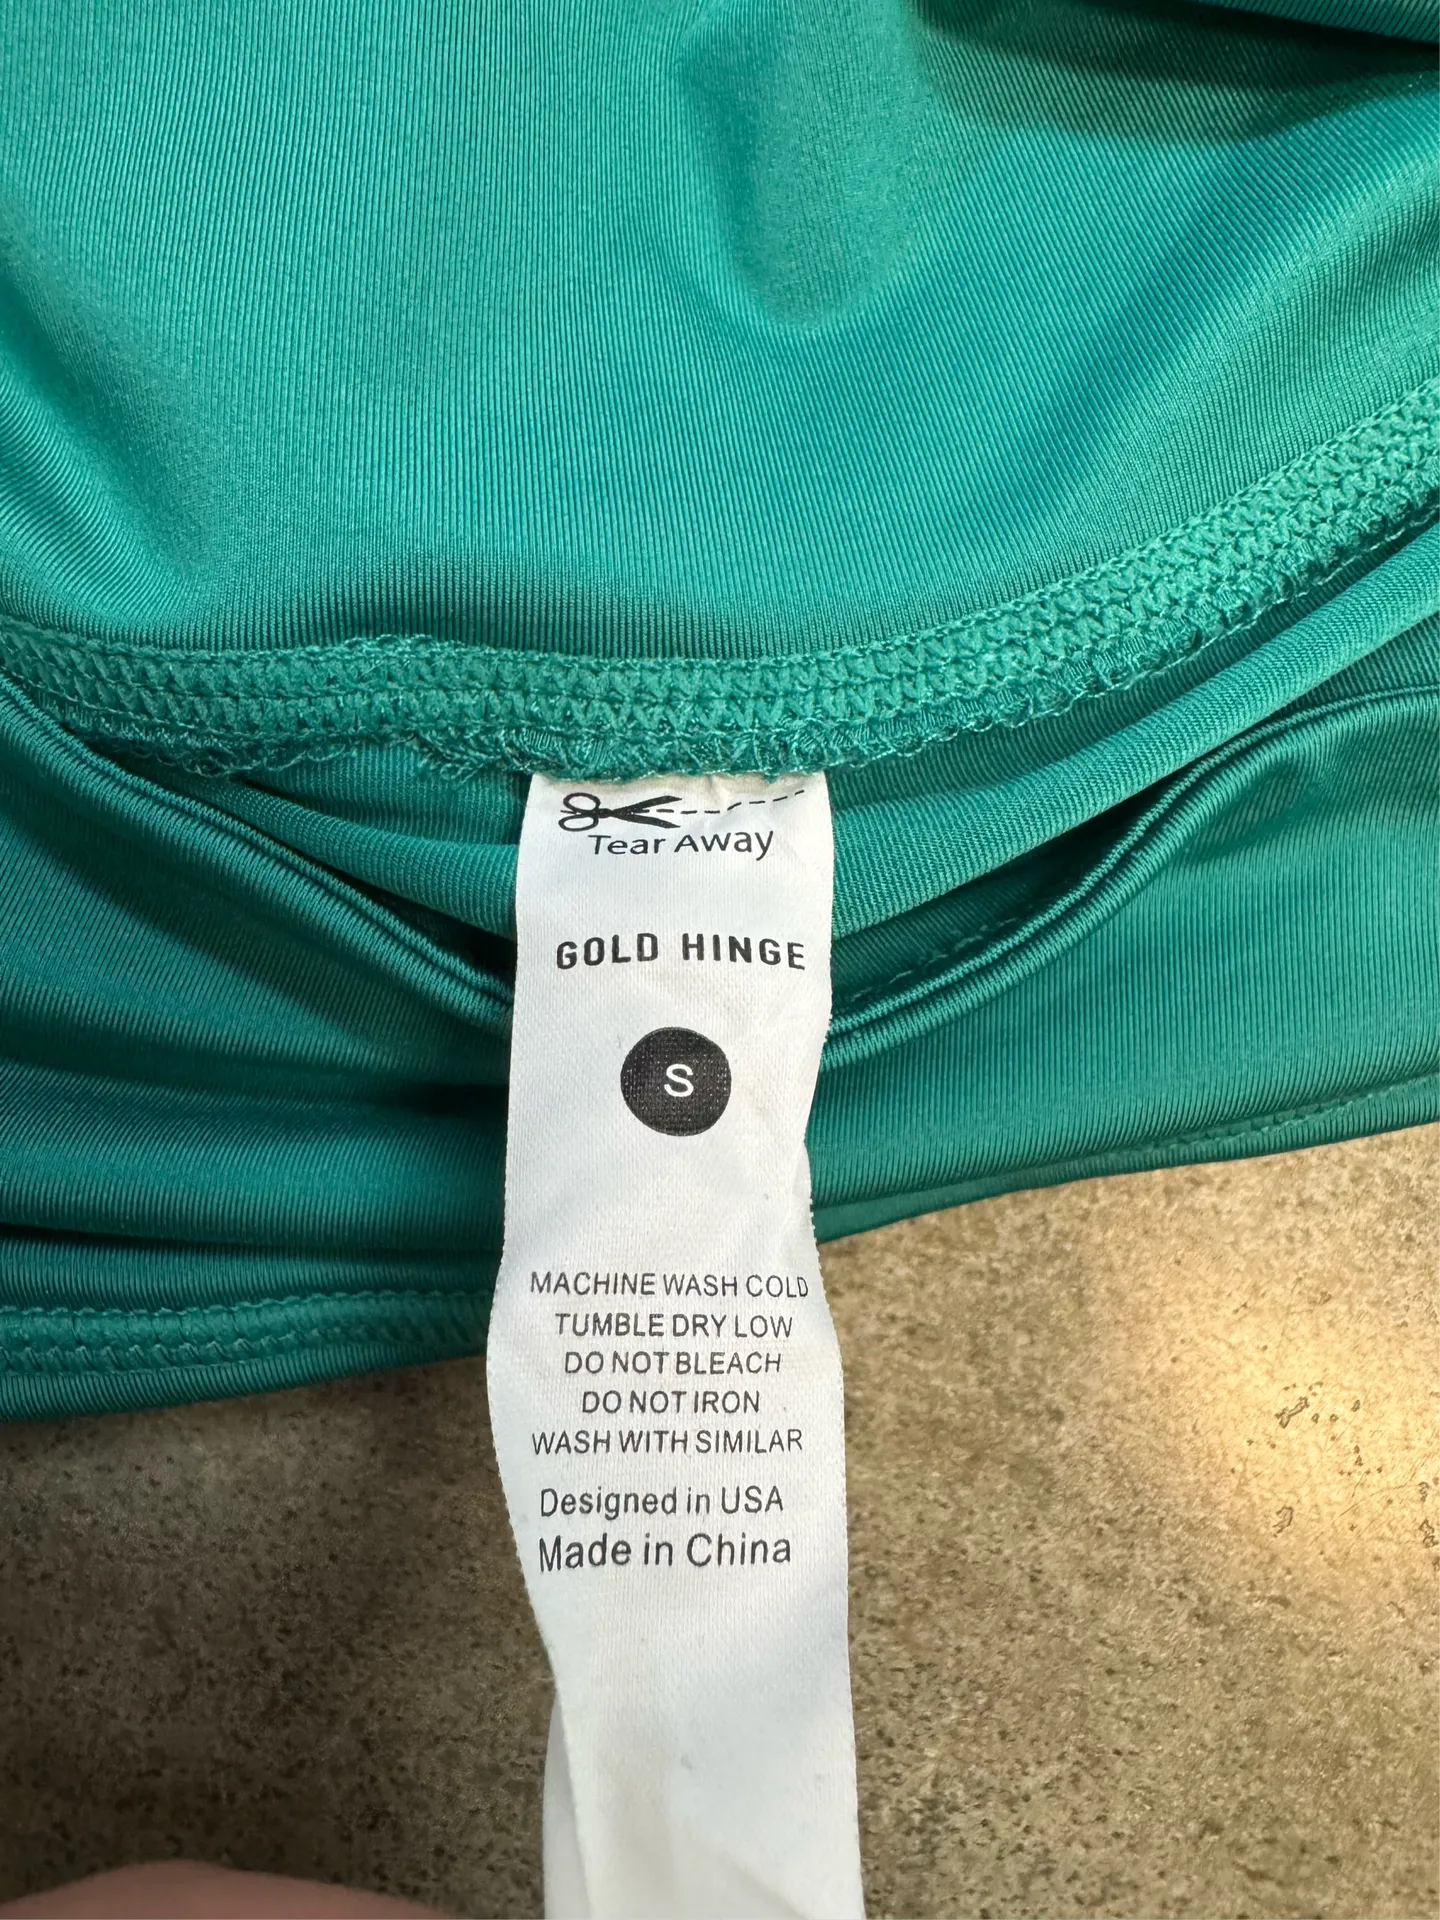 Tear Away
GOLD HINGE
S
MACHINE WASH COLD
TUMBLE DRY LOW
DO NOT BLEACH
DO NOT IRON
WASH WITH SIMILAR
Designed in USA
Made in China